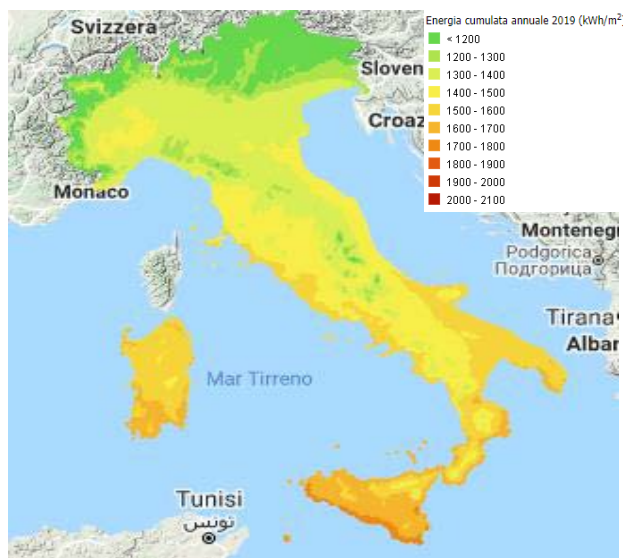 Svizzera
Energia cumulata annuale 2019 (kWh/m²)
< 1200
1200 - 1300
1300 - 1400
1400 - 1500
1500 - 1600
1600 - 1700
1700 - 1800
1800 - 1900
1900 - 2000
2000 - 2100
Sloven
Croaz
Monaco
Montenegr
Podgorica
Подгорица
Tirana
Alban
Mar Tirreno
Tunisi
تونس